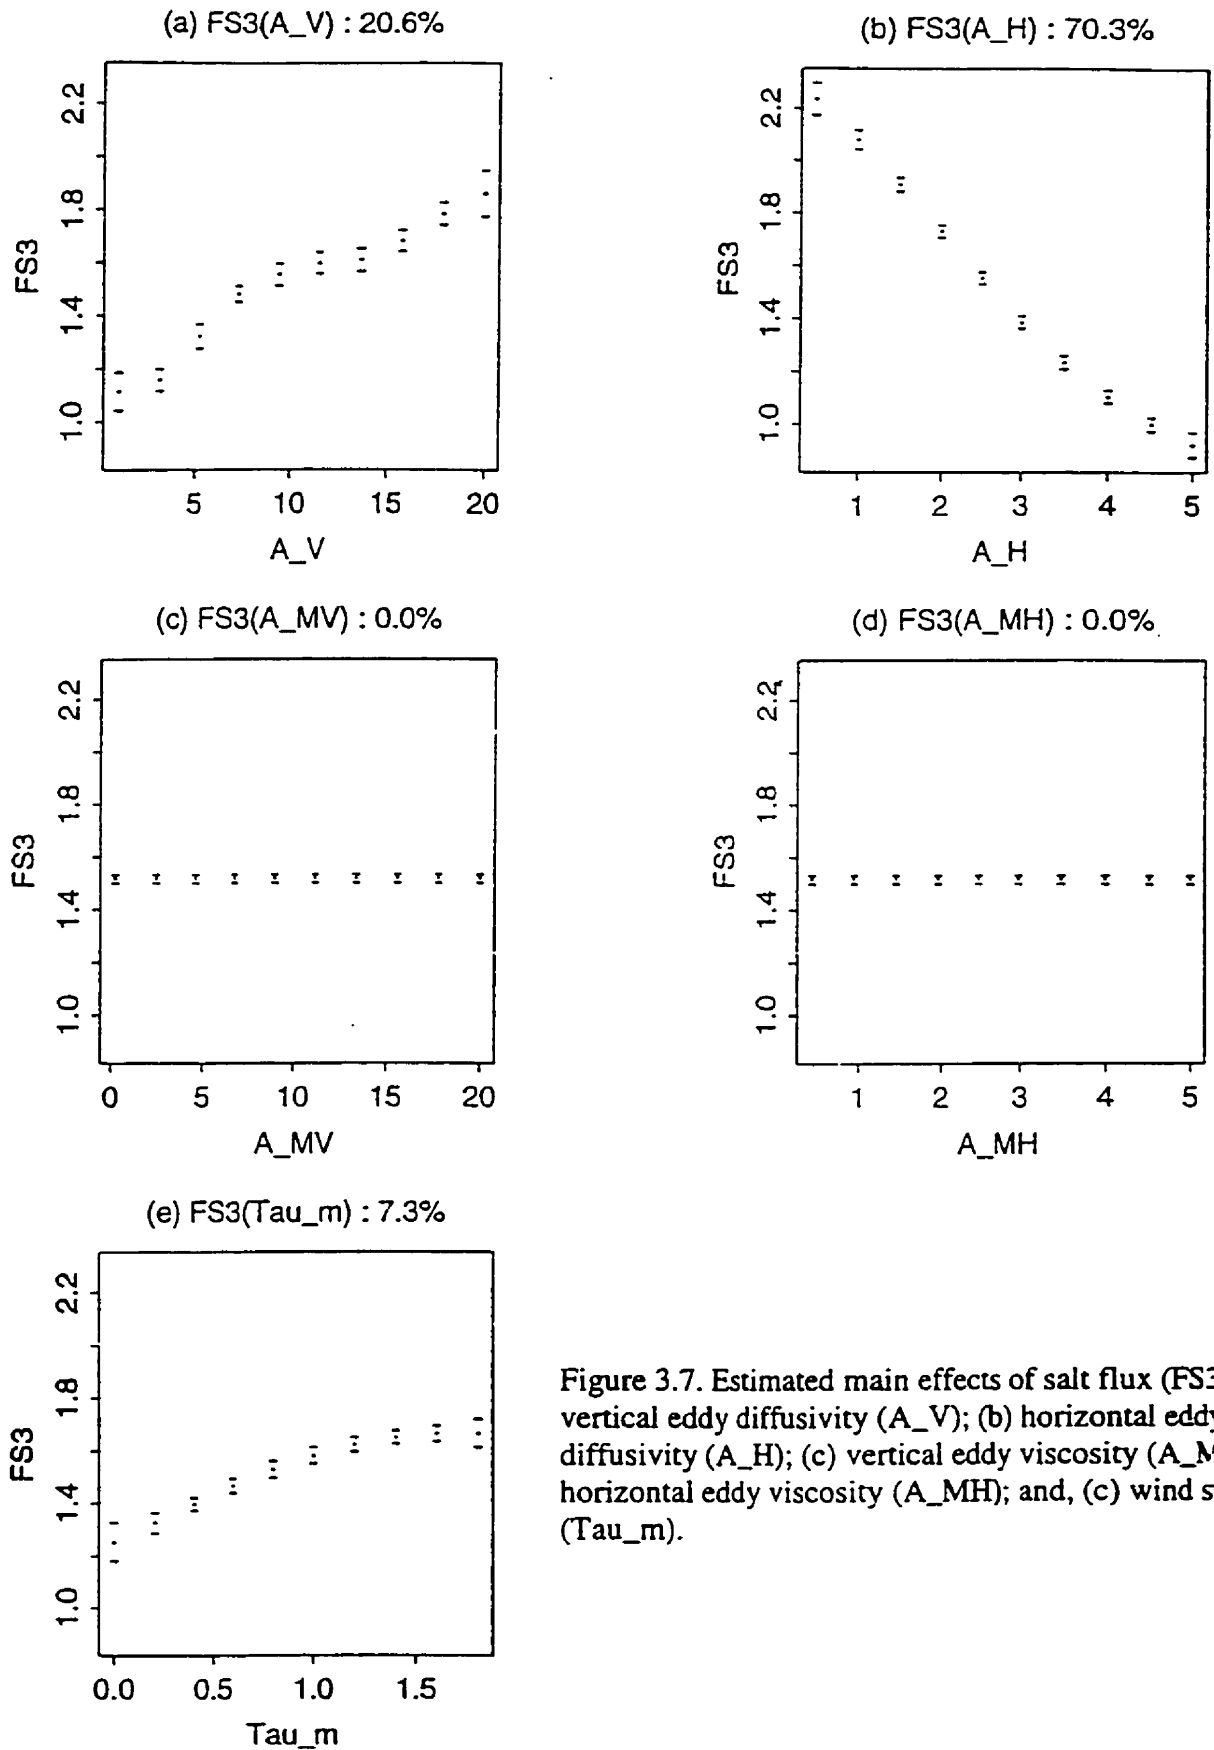 (a) FS3(A_V) : 20.6%
2.2
1.8
1.4
1.0
FS3
5 10 15 20
A_V
(b) FS3(A_H) : 70.3%
2.2
1.8
1.4
1.0
FS3
1 2 3 4 5
A_H
(c) FS3(A_MV) : 0.0%
2.2
1.8
1.4
1.0
FS3
0 5 10 15 20
A_MV
(d) FS3(A_MH) : 0.0%
2.2
1.8
1.4
1.0
FS3
1 2 3 4 5
A_MH
(e) FS3(Tau_m) : 7.3%
2.2
1.8
1.4
1.0
FS3
0.0 0.5 1.0 1.5
Tau_m
Figure 3.7. Estimated main effects of salt flux (FS3
vertical eddy diffusivity (A_V); (b) horizontal eddy
diffusivity (A_H); (c) vertical eddy viscosity (A_M
horizontal eddy viscosity (A_MH); and, (c) wind s
(Tau_m).